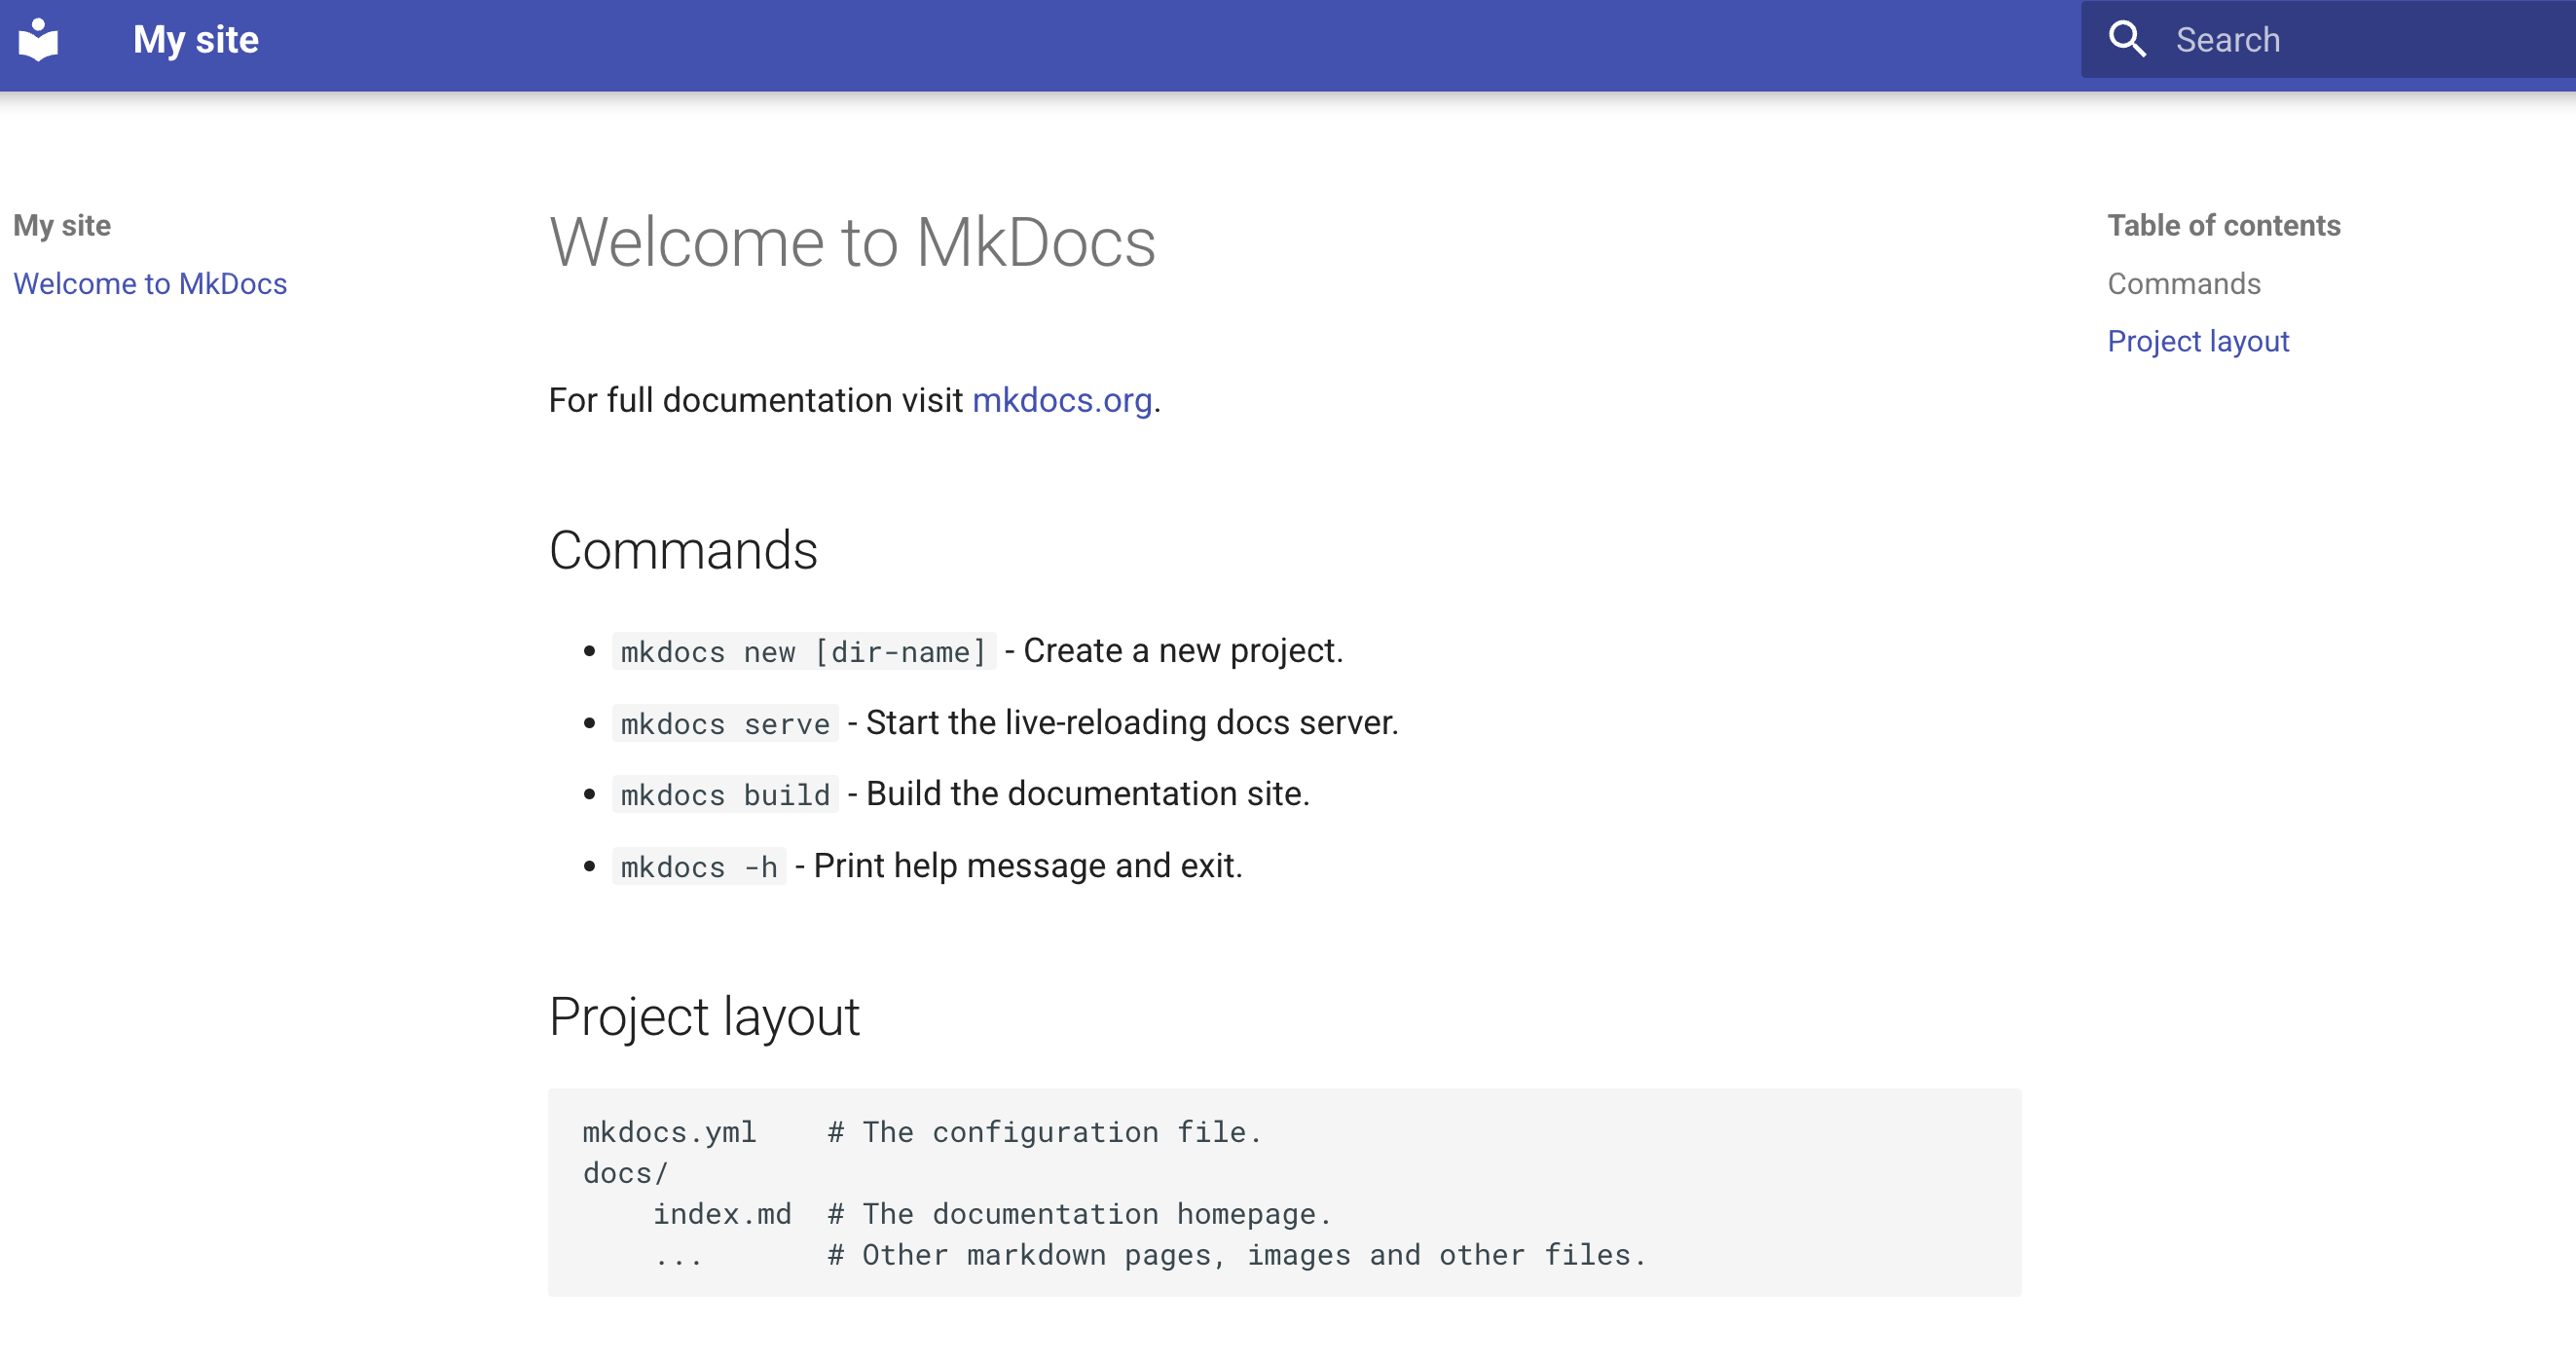 My site
Search
My site
Welcome to MkDocs
Welcome to MkDocs
For full documentation visit mkdocs.org.
Commands
mkdocs new [dir-name] - Create a new project.
mkdocs serve - Start the live-reloading docs server.
mkdocs build - Build the documentation site.
mkdocs -h - Print help message and exit.
Project layout
mkdocs.yml    # The configuration file.
docs/
    index.md  # The documentation homepage.
    ...       # Other markdown pages, images and other files.
Table of contents
Commands
Project layout